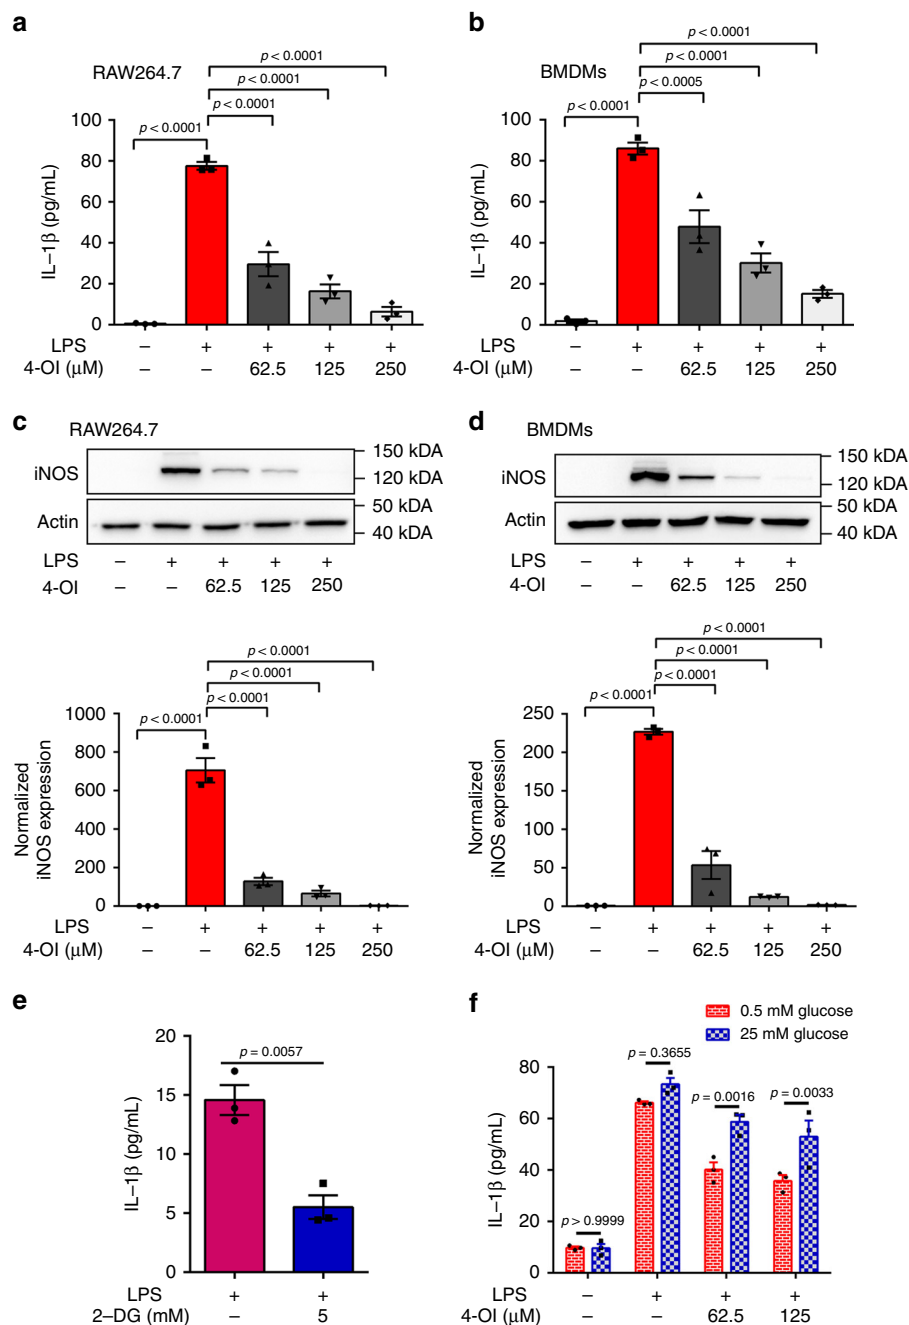 a
RAW264.7
p < 0.0001
p < 0.0001
p < 0.0001
p < 0.0001
IL–1β (pg/mL)
100
80
60
40
20
0
LPS – + + + +
4-OI (μM) – – 62.5 125 250
b
BMDMs
p < 0.0001
p < 0.0001
p < 0.0005
p < 0.0001
IL–1β (pg/mL)
100
80
60
40
20
0
LPS – + + + +
4-OI (μM) – – 62.5 125 250
c
RAW264.7
iNOS
150 kDA
120 kDA
Actin
50 kDA
40 kDA
LPS – + + + +
4-OI – – 62.5 125 250
p < 0.0001
p < 0.0001
p < 0.0001
p < 0.0001
Normalized
iNOS expression
1000
800
600
400
200
0
LPS – + + + +
4-OI (μM) – – 62.5 125 250
d
BMDMs
iNOS
150 kDA
120 kDA
Actin
50 kDA
40 kDA
LPS – + + + +
4-OI – – 62.5 125 250
p < 0.0001
p < 0.0001
p < 0.0001
p < 0.0001
Normalized
iNOS expression
250
200
150
100
50
0
LPS – + + + +
4-OI (μM) – – 62.5 125 250
e
p = 0.0057
IL–1β (pg/mL)
20
15
10
5
0
LPS + +
2–DG (mM) – 5
f
0.5 mM glucose
25 mM glucose
p = 0.3655
p = 0.0016
p = 0.0033
p > 0.9999
IL–1β (pg/mL)
80
60
40
20
0
LPS – + + +
4-OI (μM) – – 62.5 125